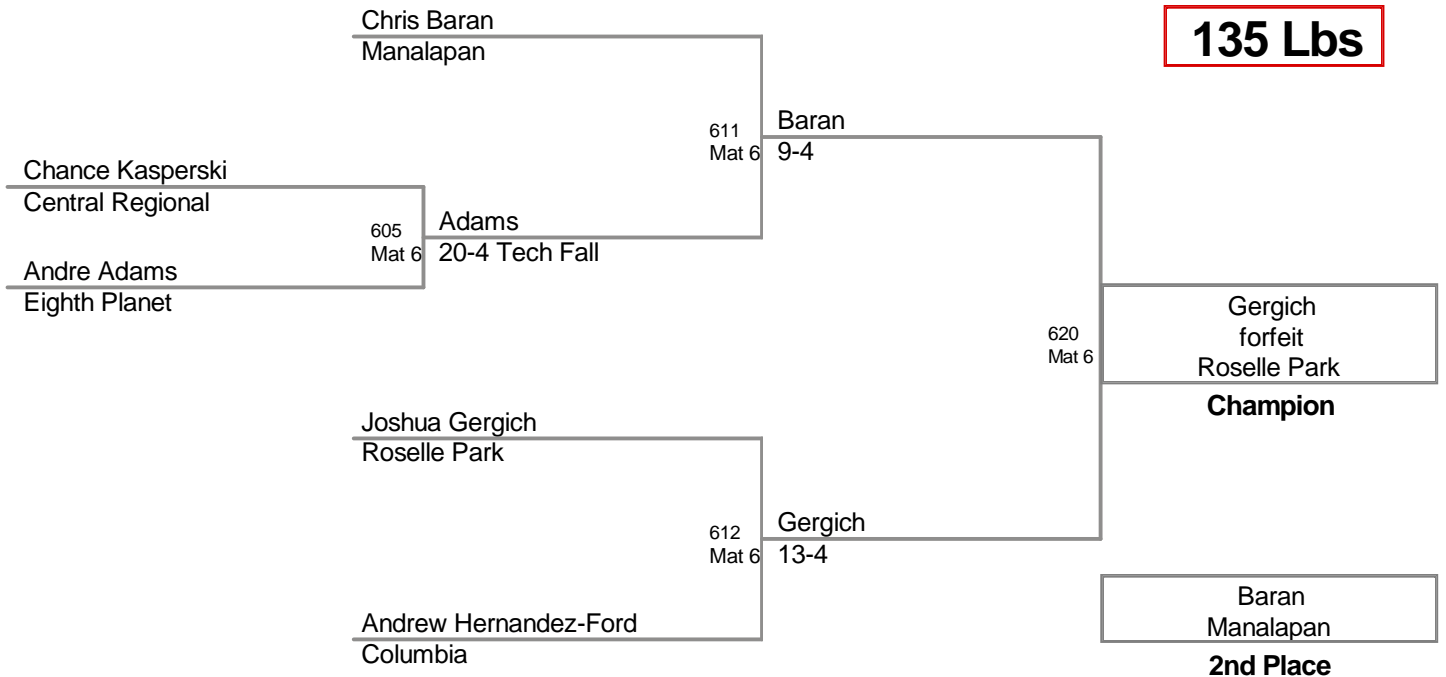 Chris Baran
Manalapan
135 Lbs
611
Mat 6
Baran
9-4
Chance Kasperski
Central Regional
605
Mat 6
Adams
20-4 Tech Fall
Andre Adams
Eighth Planet
620
Mat 6
Gergich
forfeit
Roselle Park
Champion
Joshua Gergich
Roselle Park
612
Mat 6
Gergich
13-4
Andrew Hernandez-Ford
Columbia
Baran
Manalapan
2nd Place